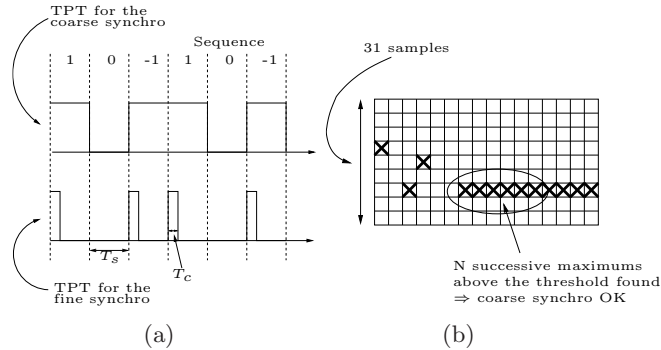 TPT for the
coarse synchro
Sequence
1 0 -1 1 0 -1
T_s
T_c
TPT for the
fine synchro
(a)
31 samples
N successive maximums
above the threshold found
⇒ coarse synchro OK
(b)